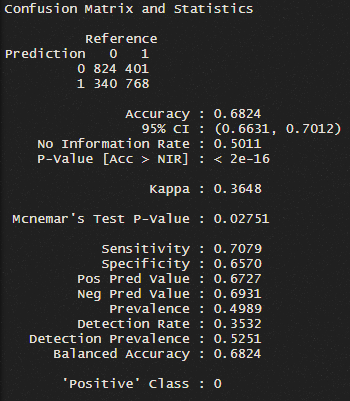 Confusion Matrix and Statistics
Reference
Prediction 0 1
0 824 401
1 340 768
Accuracy : 0.6824
95% CI : (0.6631, 0.7012)
No Information Rate : 0.5011
P-Value [Acc > NIR] : < 2e-16
Kappa : 0.3648
Mcnemar's Test P-Value : 0.02751
Sensitivity : 0.7079
Specificity : 0.6570
Pos Pred Value : 0.6727
Neg Pred Value : 0.6931
Prevalence : 0.4989
Detection Rate : 0.3532
Detection Prevalence : 0.5251
Balanced Accuracy : 0.6824
'Positive' Class : 0